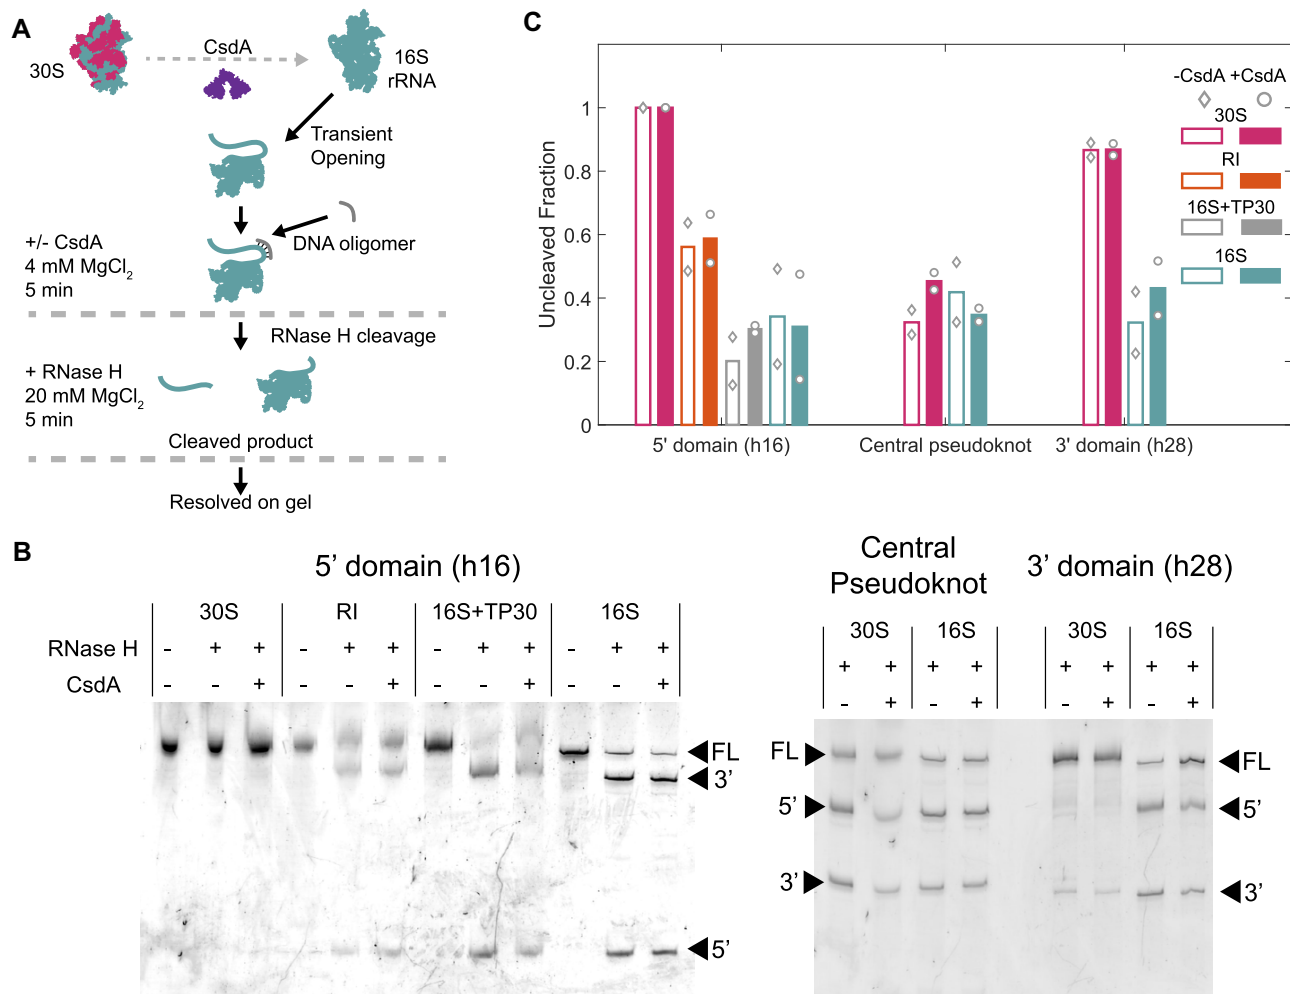 A
30S
CsdA
16S
rRNA
Transient
Opening
DNA oligomer
+/- CsdA
4 mM MgCl₂
5 min
RNase H cleavage
+ RNase H
20 mM MgCl₂
5 min
Cleaved product
Resolved on gel
C
Uncleaved Fraction
1
0.8
0.6
0.4
0.2
0
5' domain (h16)
Central pseudoknot
3' domain (h28)
-CsdA +CsdA
30S
RI
16S+TP30
16S
B
5' domain (h16)
30S RI 16S+TP30 16S
RNase H - + + - + + - + + - + +
CsdA - - + - - + - - + - - +
FL
3'
5'
Central
Pseudoknot
3' domain (h28)
30S 16S 30S 16S
+ + + + + + + +
- + - + - + - +
FL
5'
3'
FL
5'
3'